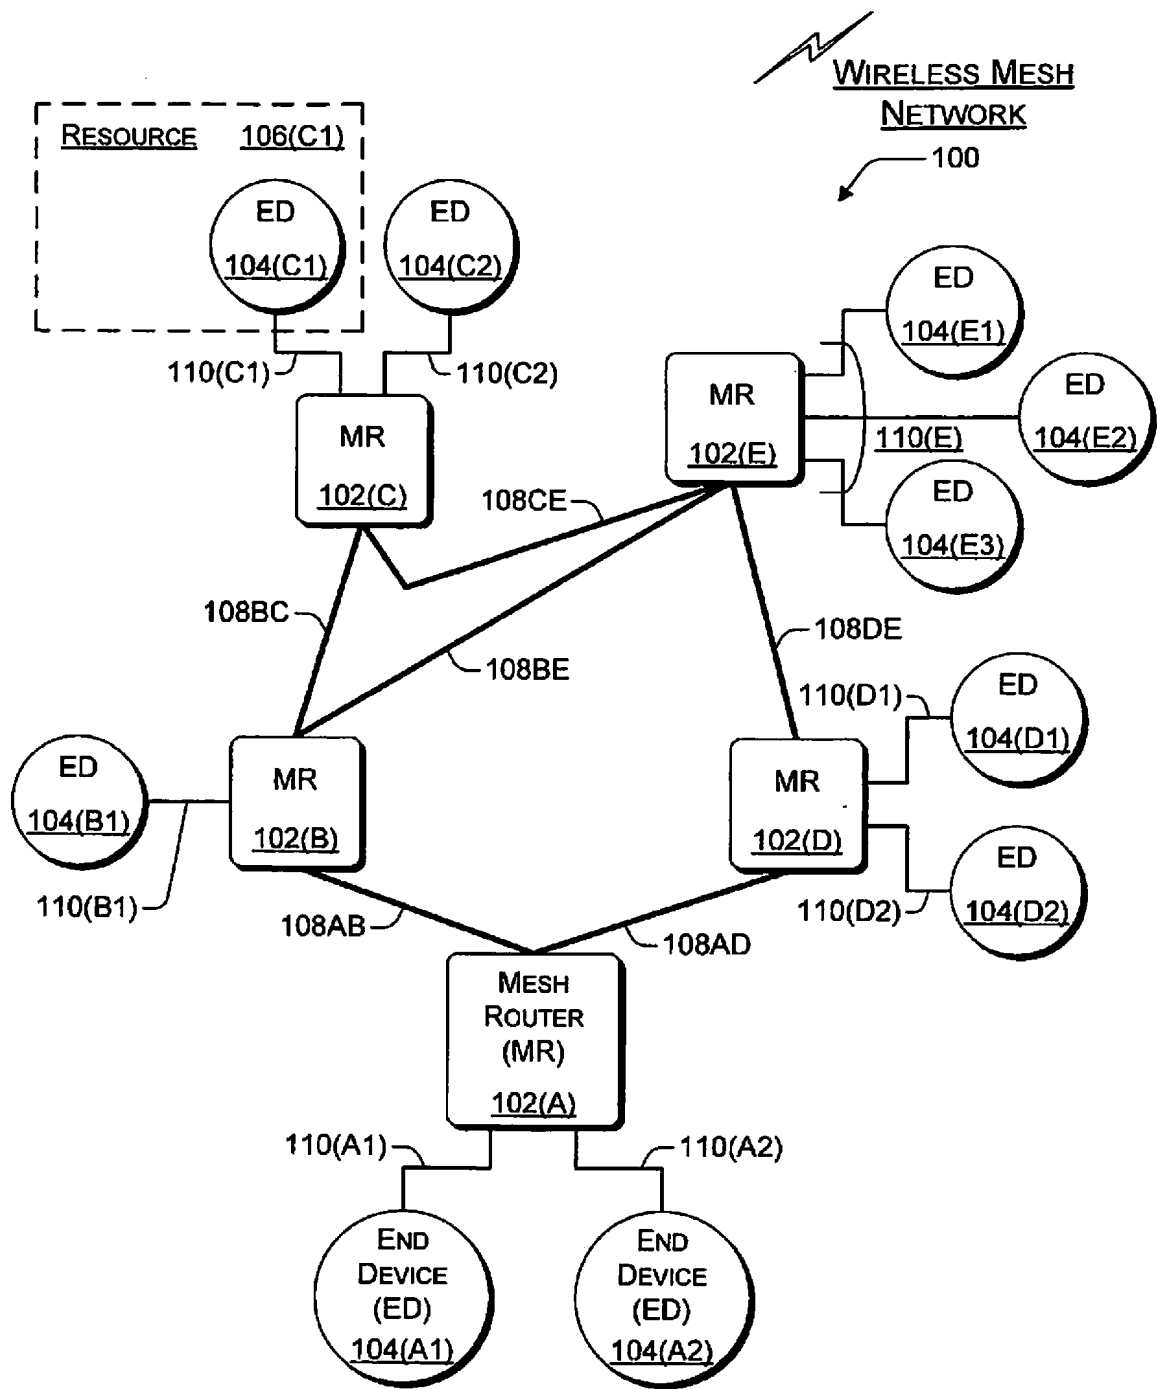 WIRELESS MESH
NETWORK
100
RESOURCE 106(C1)
ED
104(C1)
ED
104(C2)
110(C1)
110(C2)
MR
102(C)
MR
102(E)
ED
104(E1)
ED
104(E2)
110(E)
ED
104(E3)
108CE
108BC
108BE
108DE
110(D1)
ED
104(D1)
ED
104(B1)
MR
102(B)
MR
102(D)
110(B1)
110(D2)
ED
104(D2)
108AB
108AD
MESH
ROUTER
(MR)
102(A)
110(A1)
110(A2)
END
DEVICE
(ED)
104(A1)
END
DEVICE
(ED)
104(A2)